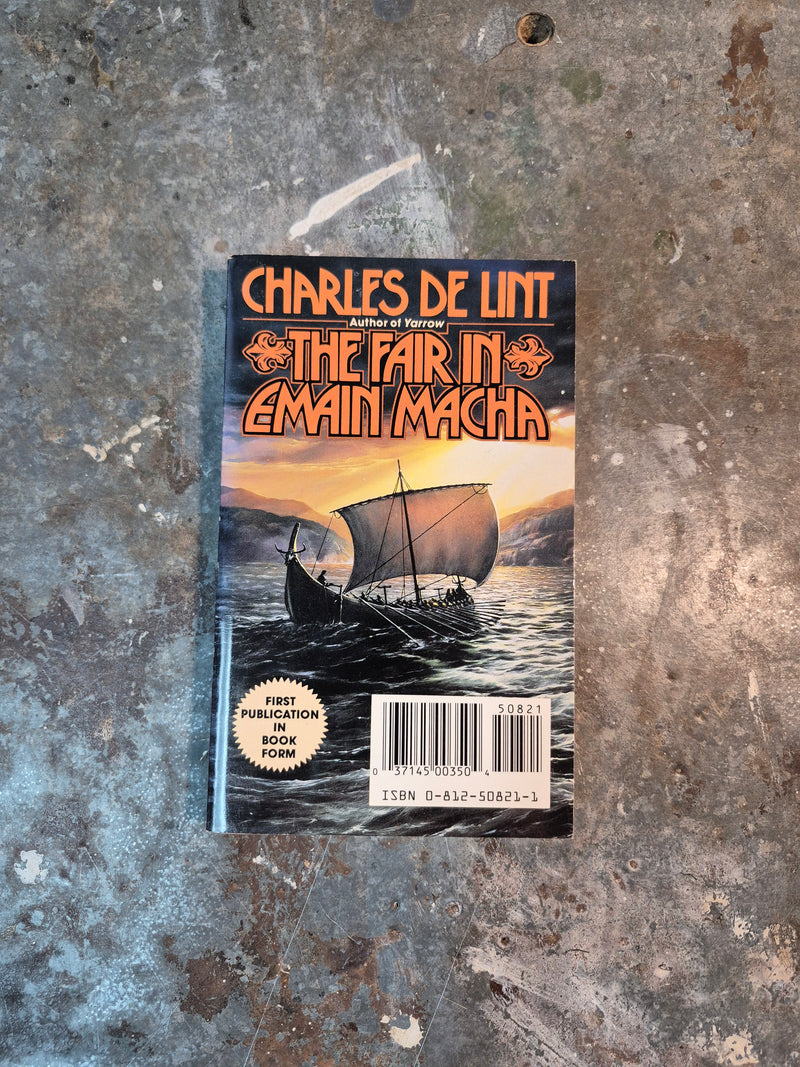 CHARLES DE LINT
Author of Yarrow
THE FAIR IN
EMAIN MACHA
FIRST
PUBLICATION
IN
BOOK
FORM
50821
0 37145 00350 4
ISBN 0-812-50821-1